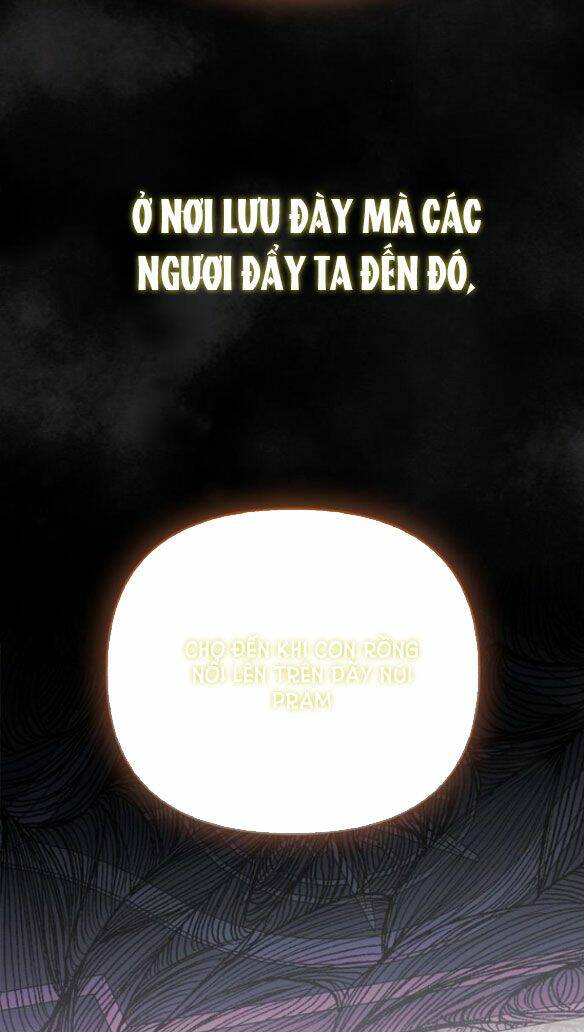 Ở NƠI LƯU ĐÀY MÀ CÁC
NGƯƠI ĐẨY TA ĐẾN ĐÓ,
CHO ĐẾN KHI CON RỒNG
NỔI LÊN TRÊN DÃY NÚI
PRAM